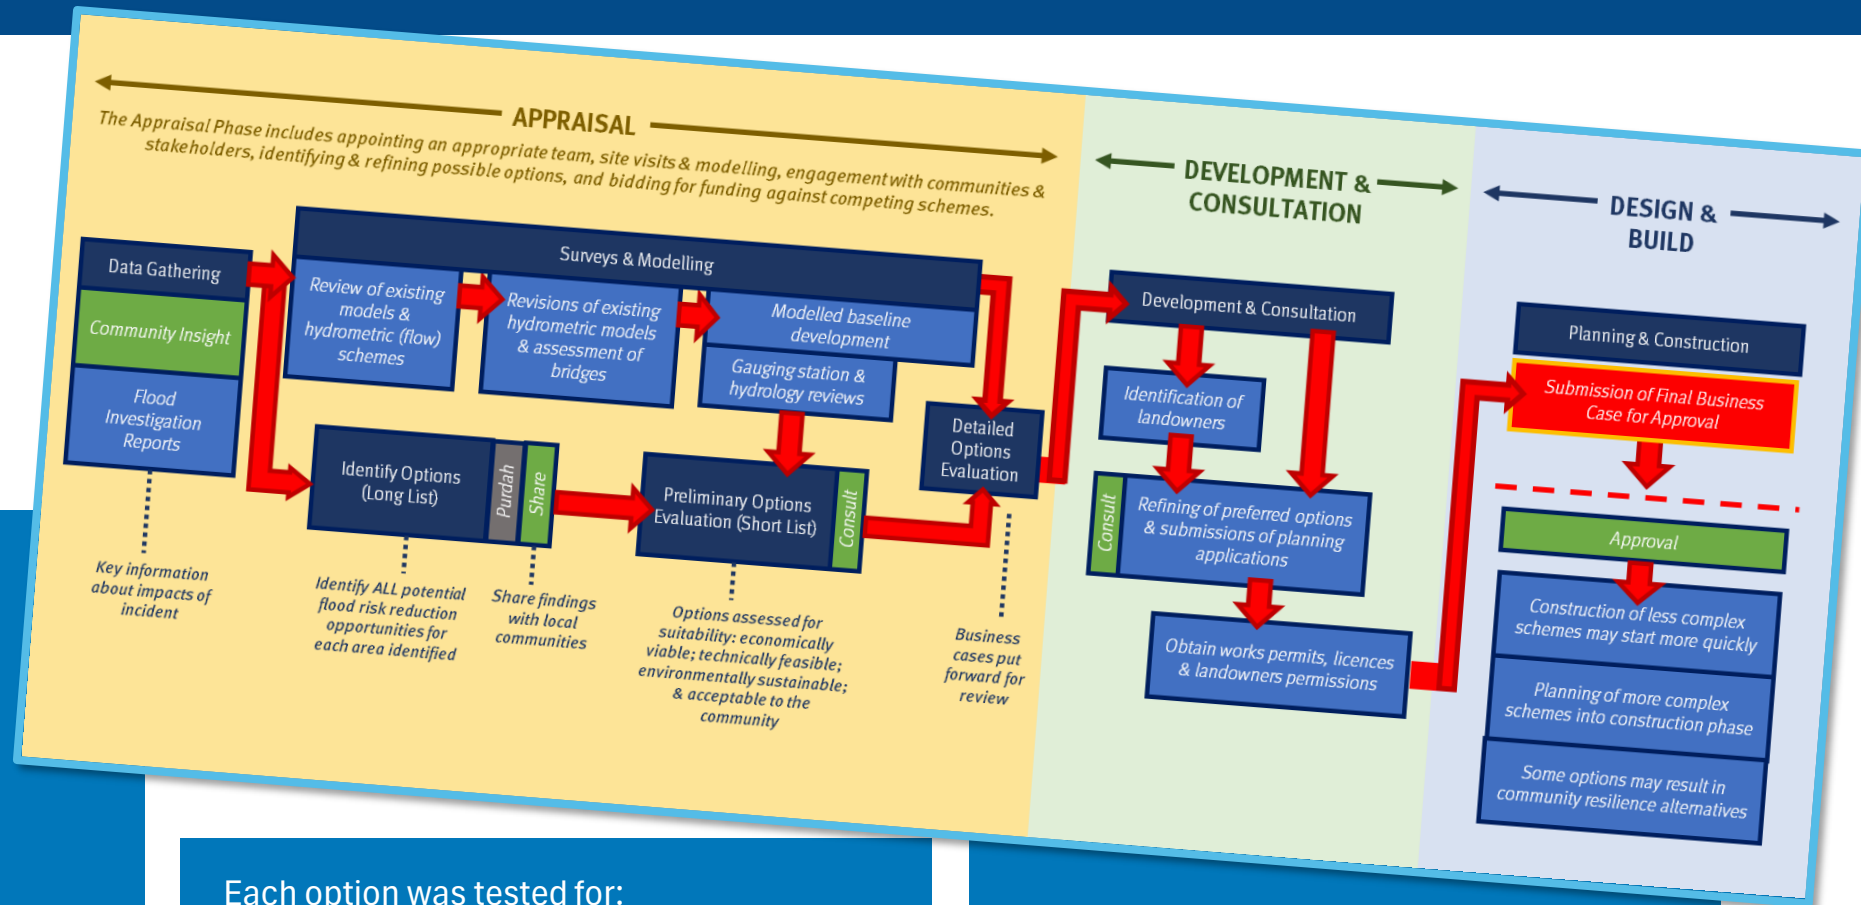 APPRAISAL
The Appraisal Phase includes appointing an appropriate team, site visits & modelling, engagement with communities &
stakeholders, identifying & refining possible options, and bidding for funding against competing schemes.
Data Gathering
Community Insight
Flood
Investigation
Reports
Key information
about impacts of
incident
Surveys & Modelling
Review of existing
models &
hydrometric (flow)
schemes
Revisions of existing
hydrometric models
& assessment of
bridges
Modelled baseline
development
Gauging station &
hydrology reviews
Identify Options
(Long List)
Purdah
Share
Identify ALL potential
flood risk reduction
opportunities for
each area identified
Share findings
with local
communities
Preliminary Options
Evaluation (Short List)
Consult
Options assessed for
suitability: economically
viable; technically feasible;
environmentally sustainable;
& acceptable to the
community
Detailed
Options
Evaluation
Business
cases put
forward for
review
DEVELOPMENT &
CONSULTATION
Development & Consultation
Identification of
landowners
Consult
Refining of preferred options
& submissions of planning
applications
Obtain works permits, licences
& landowners permissions
DESIGN &
BUILD
Planning & Construction
Submission of Final Business
Case for Approval
Approval
Construction of less complex
schemes may start more quickly
Planning of more complex
schemes into construction phase
Some options may result in
community resilience alternatives
Each option was tested for: